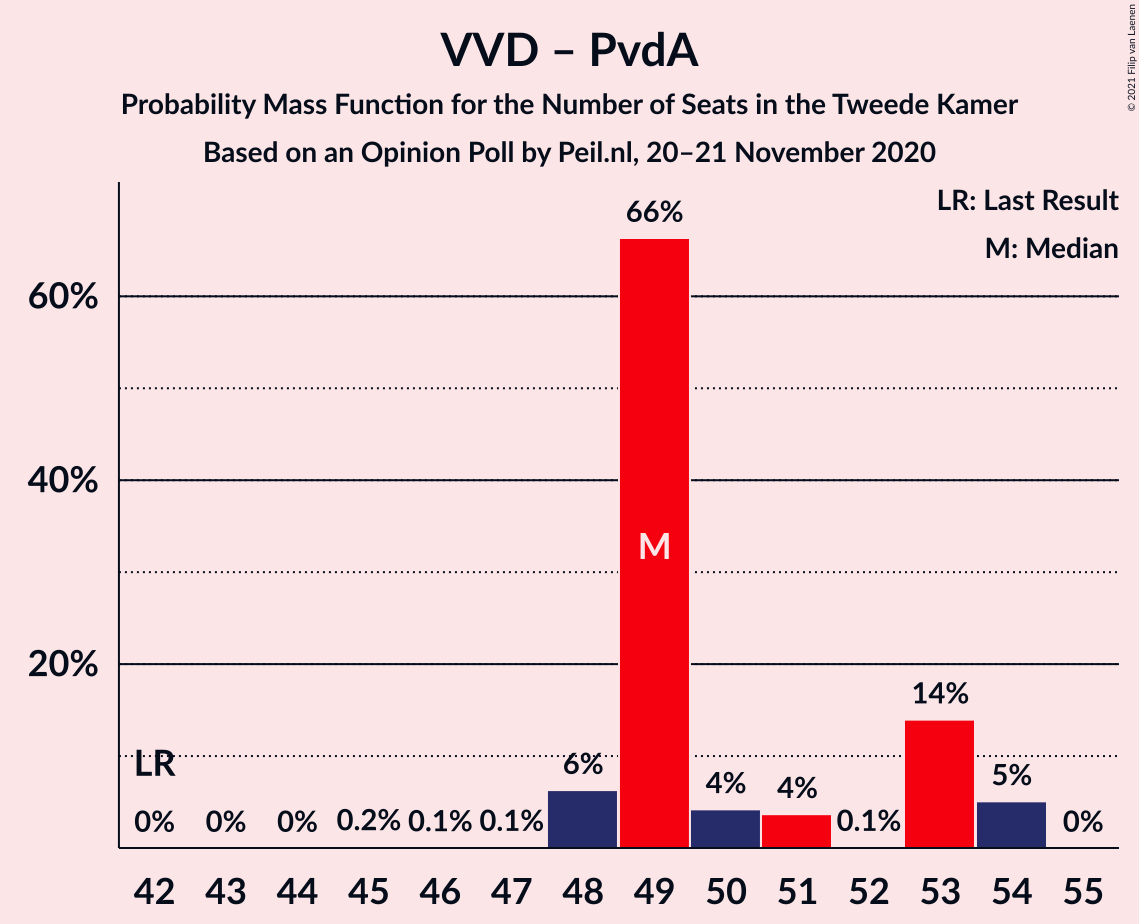 VVD – PvdA
Probability Mass Function for the Number of Seats in the Tweede Kamer
Based on an Opinion Poll by Peil.nl, 20–21 November 2020
© 2021 Filip van Laenen
LR: Last Result
M: Median
66%
60%
40%
M
20%
14%
LR
6%
5%
4%
4%
0%
0%
0%
0.2%
0.1%
0.1%
0.1%
0%
42 43 44 45 46 47 48 49 50 51 52 53 54 55